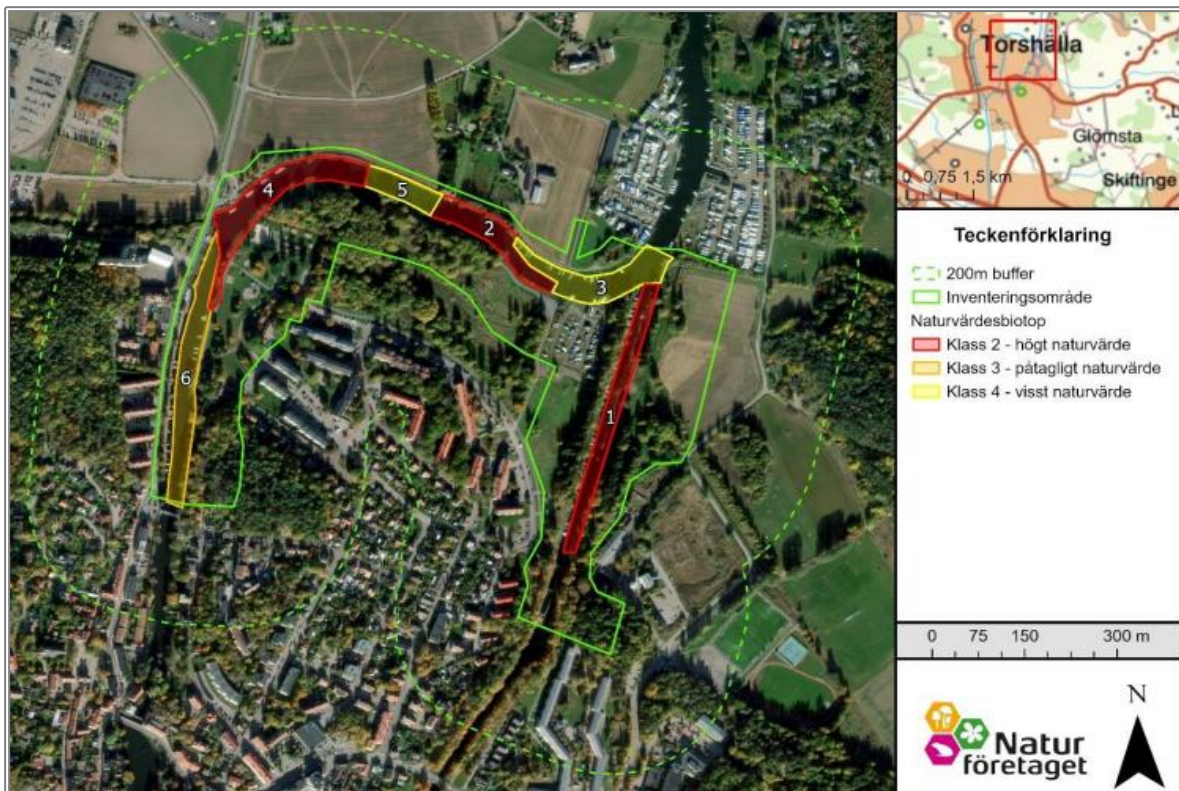 4
5
2
3
6
1
Torshälla
Glömsta
Skiftinge
0 0,75 1,5 km
Teckenförklaring
200m buffer
Inventeringsområde
Naturvärdesbiotop
Klass 2 - högt naturvärde
Klass 3 - påtagligt naturvärde
Klass 4 - visst naturvärde
0 75 150 300 m
Natur
företaget
N